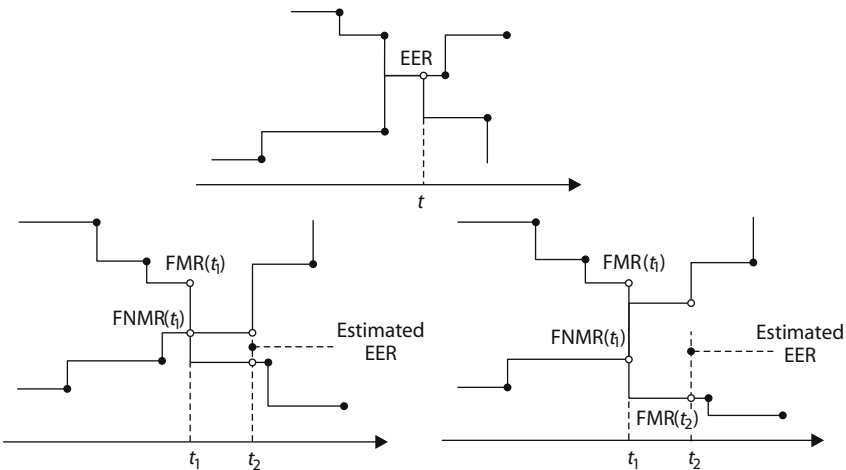 EER
t
FMR(t1)
FNMR(t1)
Estimated
EER
t1
t2
FMR(t1)
FNMR(t1)
Estimated
EER
FMR(t2)
t1
t2